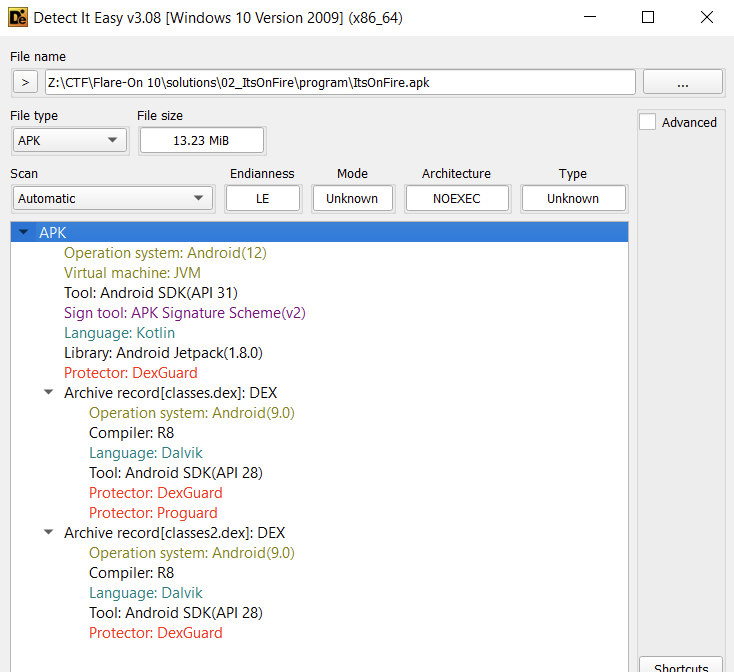 Detect It Easy v3.08 [Windows 10 Version 2009] (x86_64)
File name
> Z:\CTF\Flare-On 10\solutions\02_ItsOnFire\program\ItsOnFire.apk ...
File type File size
Advanced
APK 13.23 MiB
Scan Endianness Mode Architecture Type
Automatic LE Unknown NOEXEC Unknown
APK
Operation system: Android(12)
Virtual machine: JVM
Tool: Android SDK(API 31)
Sign tool: APK Signature Scheme(v2)
Language: Kotlin
Library: Android Jetpack(1.8.0)
Protector: DexGuard
Archive record[classes.dex]: DEX
Operation system: Android(9.0)
Compiler: R8
Language: Dalvik
Tool: Android SDK(API 28)
Protector: DexGuard
Protector: Proguard
Archive record[classes2.dex]: DEX
Operation system: Android(9.0)
Compiler: R8
Language: Dalvik
Tool: Android SDK(API 28)
Protector: DexGuard
Shortcuts